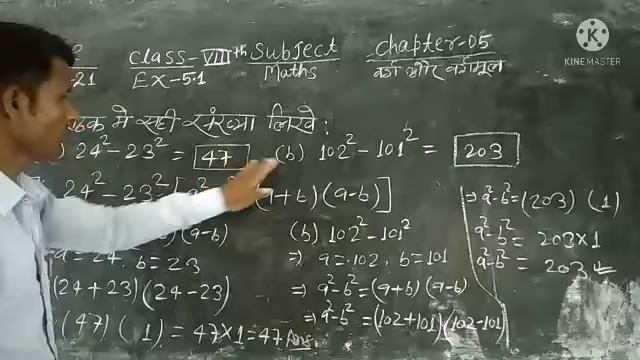 Class-VIIIth Subject Chapter-05
21 EX-5.1 Maths वर्ग और वर्गमूल
KINEMASTER
में सही संख्या लिखें :
24²-23² = 47 (b) 102²-101² = 203
24²-23² +b) (a-b)]
(a-b) (b) 102²-101²
a=24, b=23 ⇒ a=102, b=101
(24+23) (24-23) ⇒ a²-b²=(a+b) (a-b)
(47) (1) = 47×1=47 Ans. ⇒ a²-b²=(102+101)(102-101)
⇒ a²-b²=(203) (1)
a²-b²= 203×1
a²-b²= 203